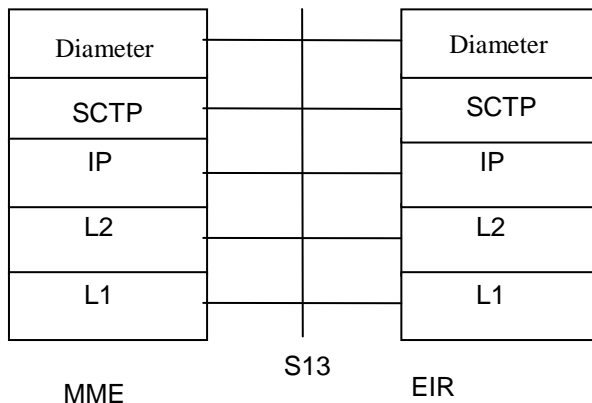 Diameter
Diameter
SCTP
SCTP
IP
IP
L2
L2
L1
L1
S13
MME
EIR